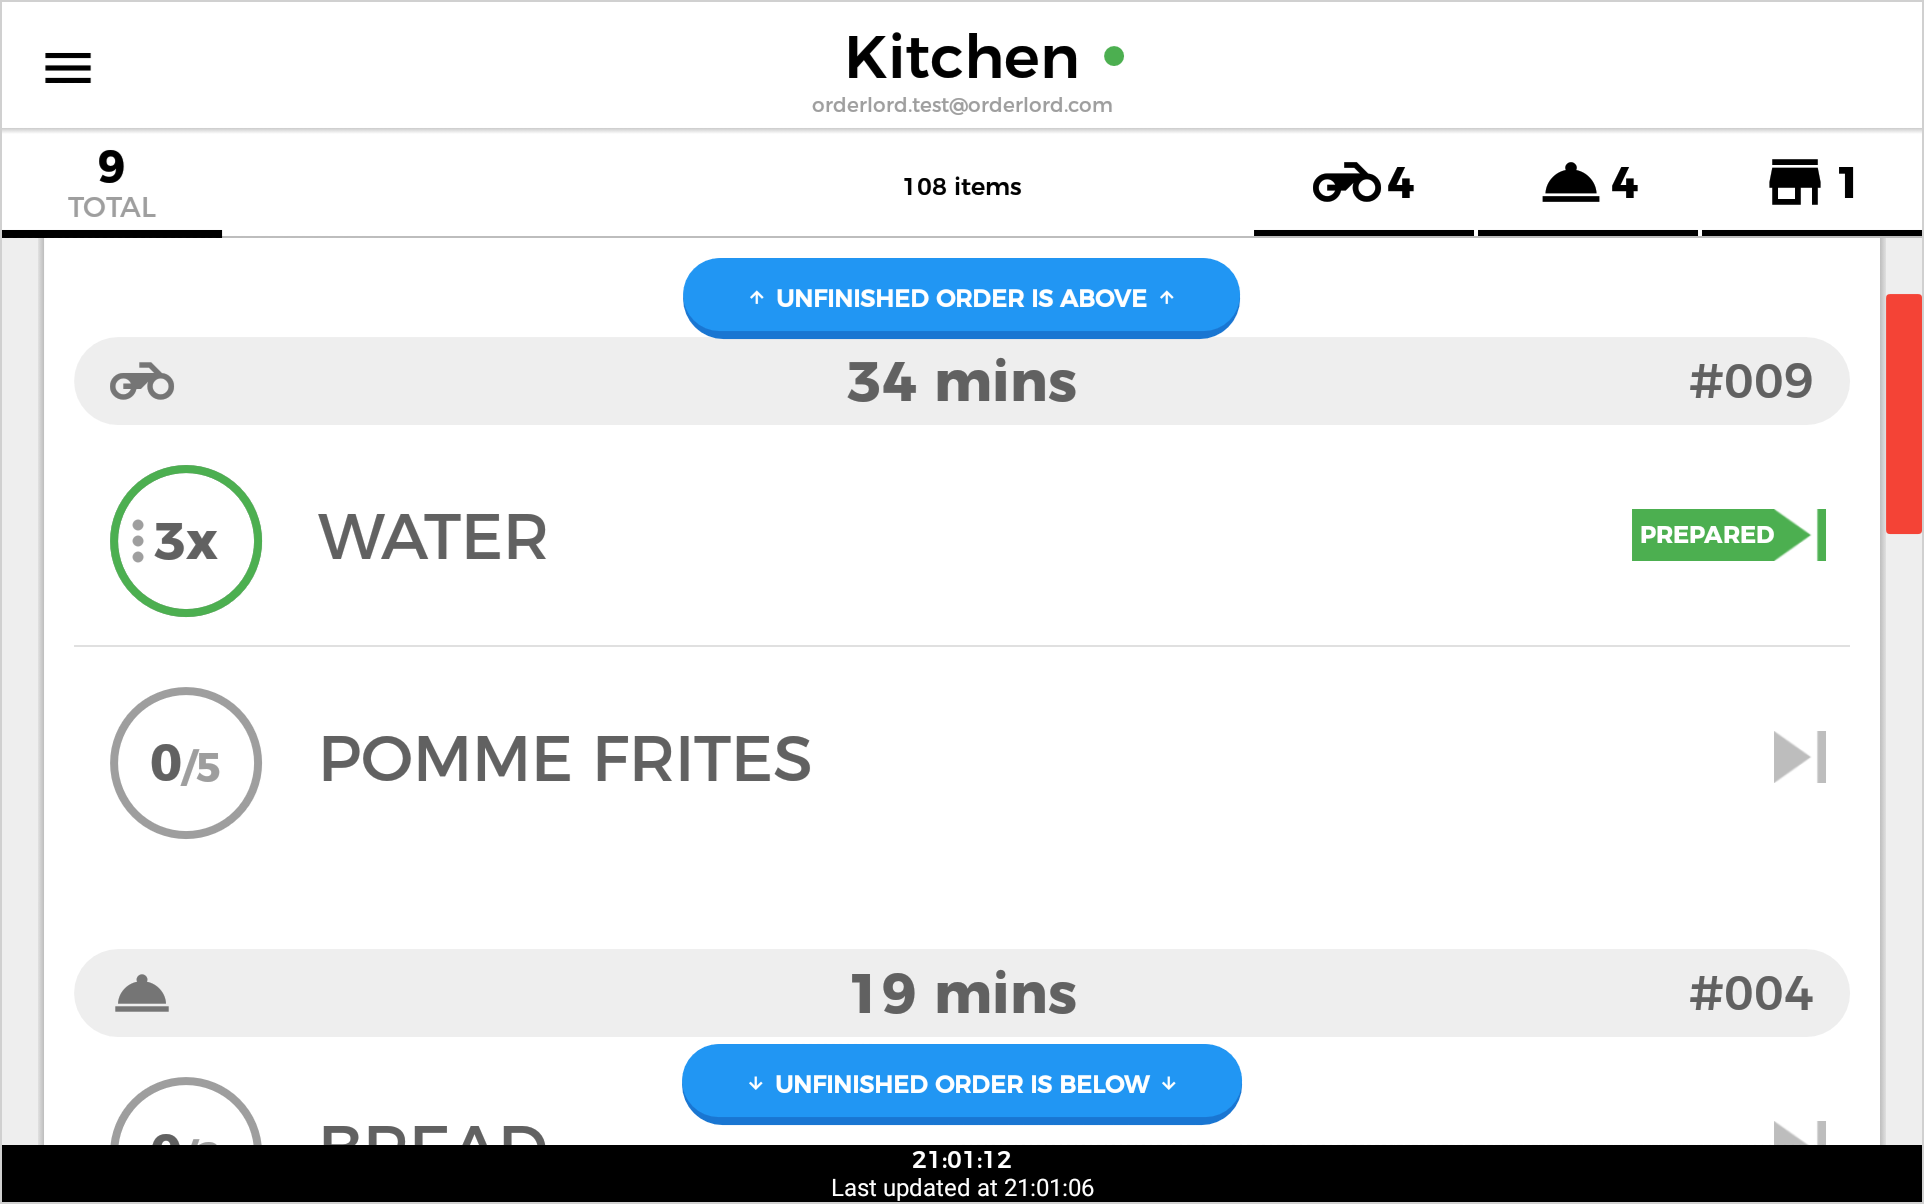 Kitchen
orderlord.test@orderlord.com
9
TOTAL
108 items
4
4
1
↑ UNFINISHED ORDER IS ABOVE ↑
34 mins
#009
3x
WATER
PREPARED
0/5
POMME FRITES
19 mins
#004
↓ UNFINISHED ORDER IS BELOW ↓
BREAD
21:01:12
Last updated at 21:01:06